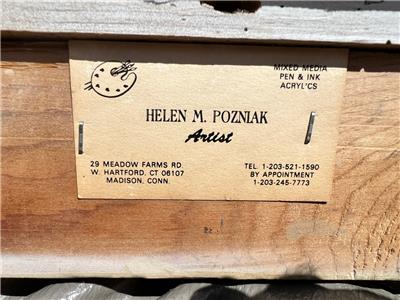 MIXED MEDIA
PEN & INK
ACRYL'CS
HELEN M. POZNIAK
Artist
29 MEADOW FARMS RD.
W. HARTFORD, CT 06107
MADISON, CONN.
TEL. 1-203-521-1590
BY APPOINTMENT
1-203-245-7773